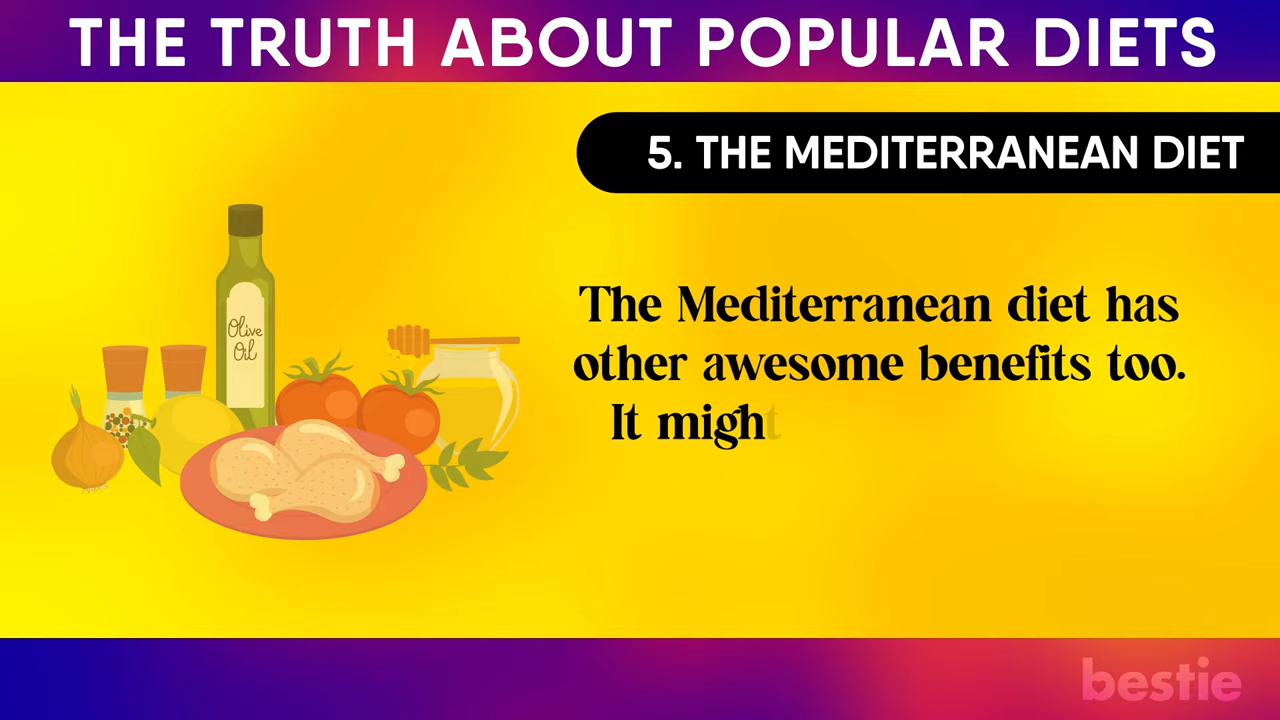 THE TRUTH ABOUT POPULAR DIETS
5. THE MEDITERRANEAN DIET
Olive
Oil
The Mediterranean diet has
other awesome benefits too.
It might
bestie